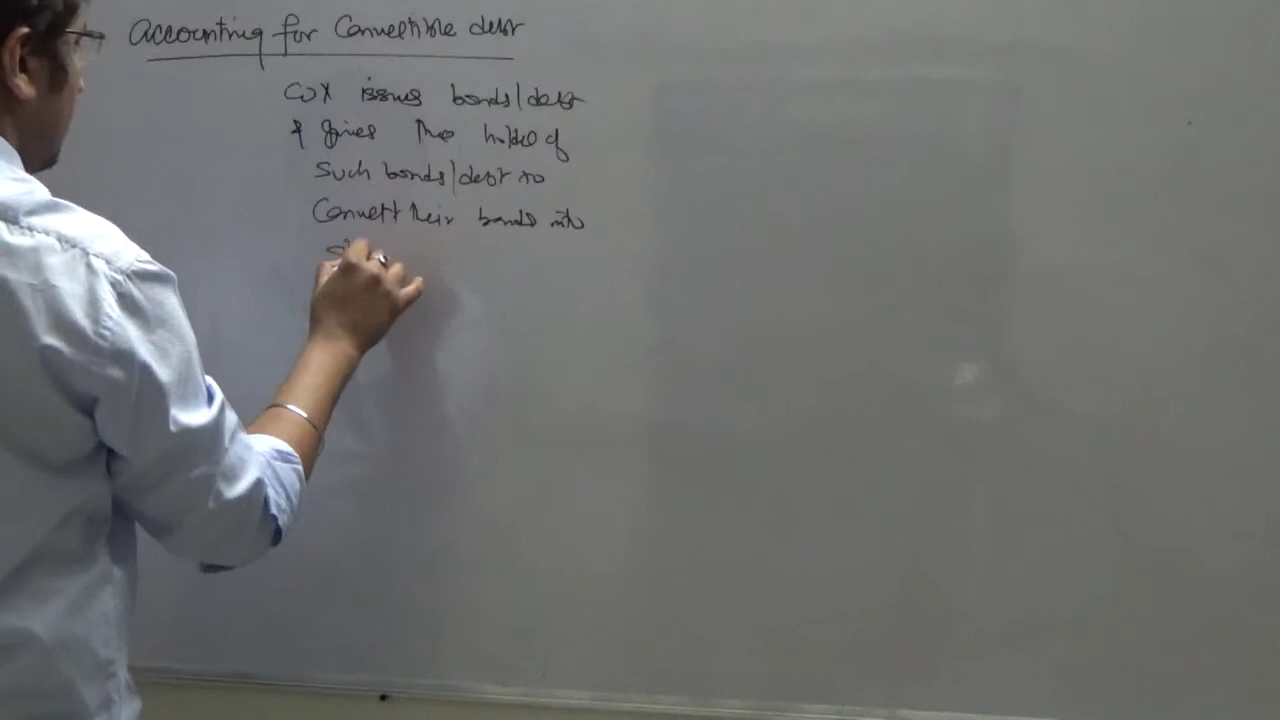 Accounting for Convertible debt
Co X issues bonds/debt
& gives the holder of
Such bonds/debt to
Convert their bonds into